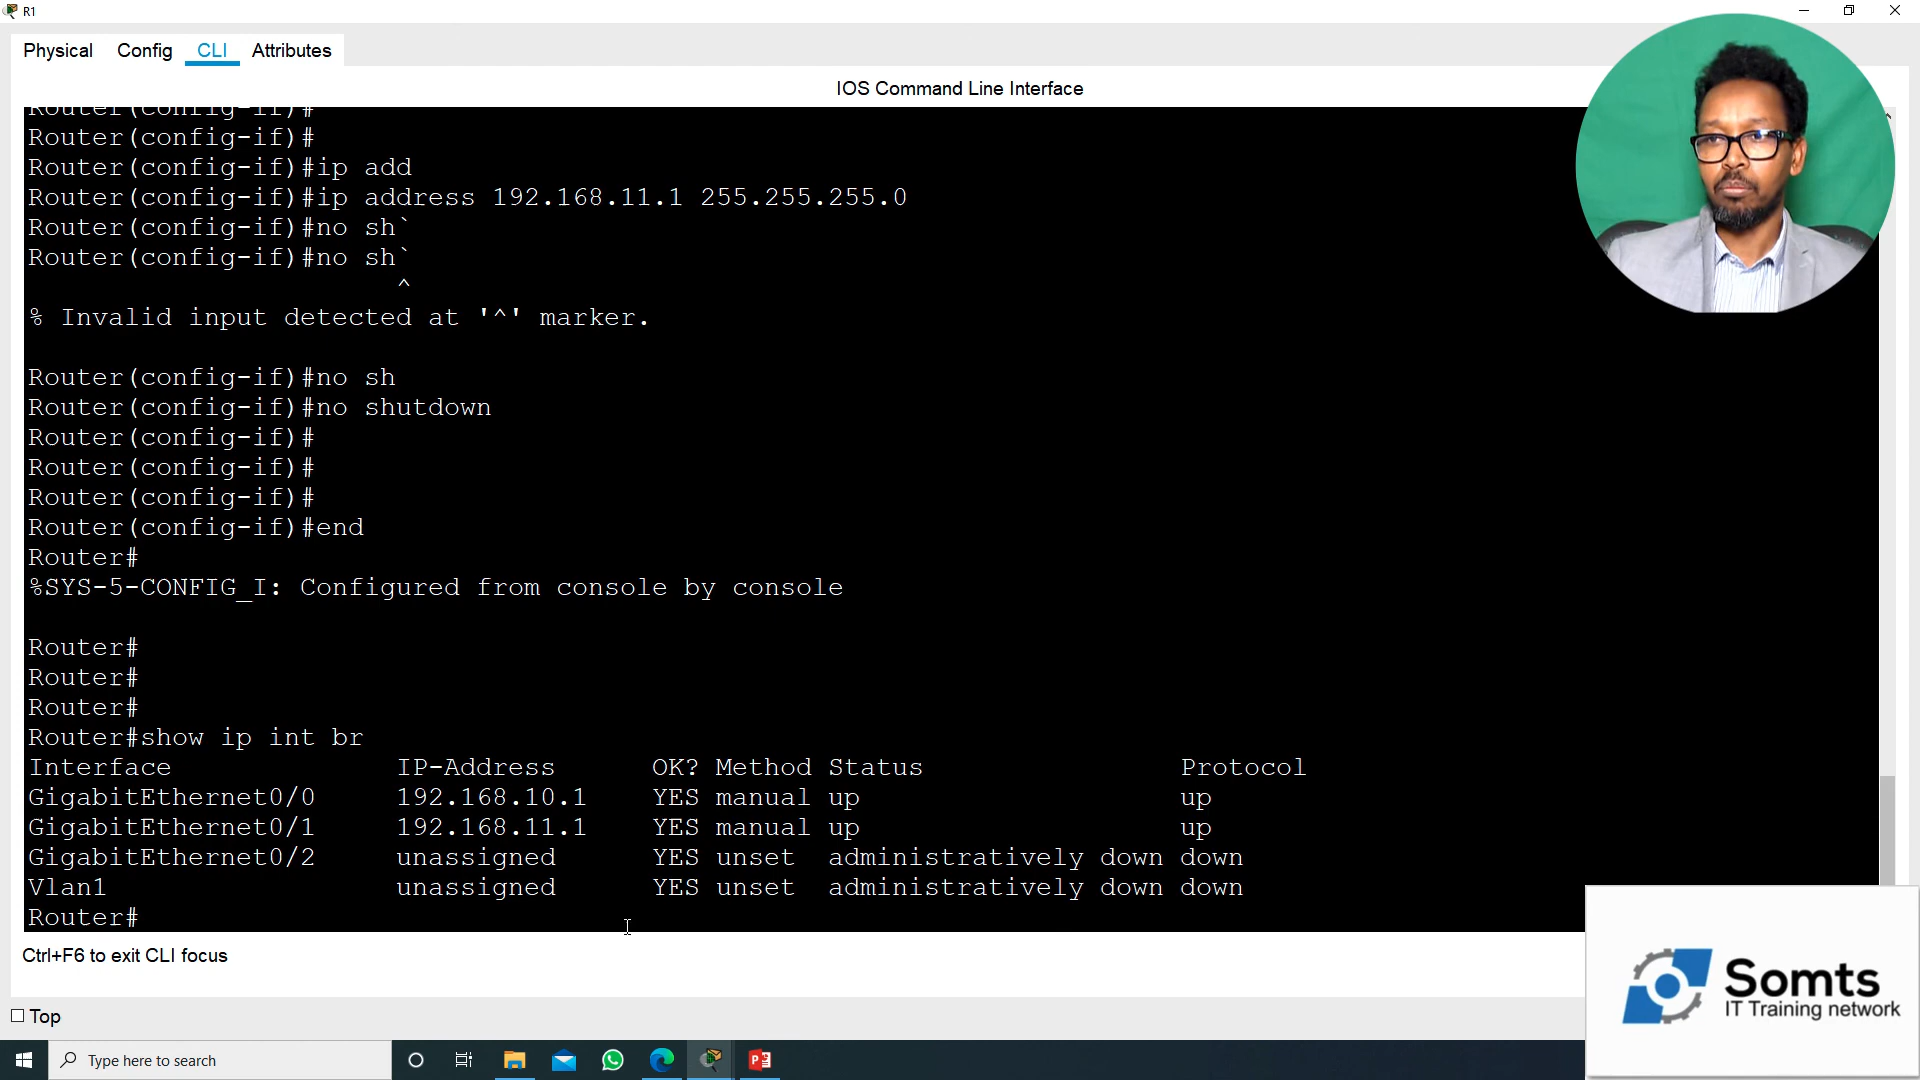 R1
Physical Config CLI Attributes
IOS Command Line Interface
Router(config-if)#
Router(config-if)#
Router(config-if)#ip add
Router(config-if)#ip address 192.168.11.1 255.255.255.0
Router(config-if)#no sh`
Router(config-if)#no sh`
^
% Invalid input detected at '^' marker.
Router(config-if)#no sh
Router(config-if)#no shutdown
Router(config-if)#
Router(config-if)#
Router(config-if)#
Router(config-if)#end
Router#
%SYS-5-CONFIG_I: Configured from console by console
Router#
Router#
Router#
Router#show ip int br
Interface IP-Address OK? Method Status Protocol
GigabitEthernet0/0 192.168.10.1 YES manual up up
GigabitEthernet0/1 192.168.11.1 YES manual up up
GigabitEthernet0/2 unassigned YES unset administratively down down
Vlan1 unassigned YES unset administratively down down
Router#
Ctrl+F6 to exit CLI focus
Top
Somts
IT Training network
Type here to search